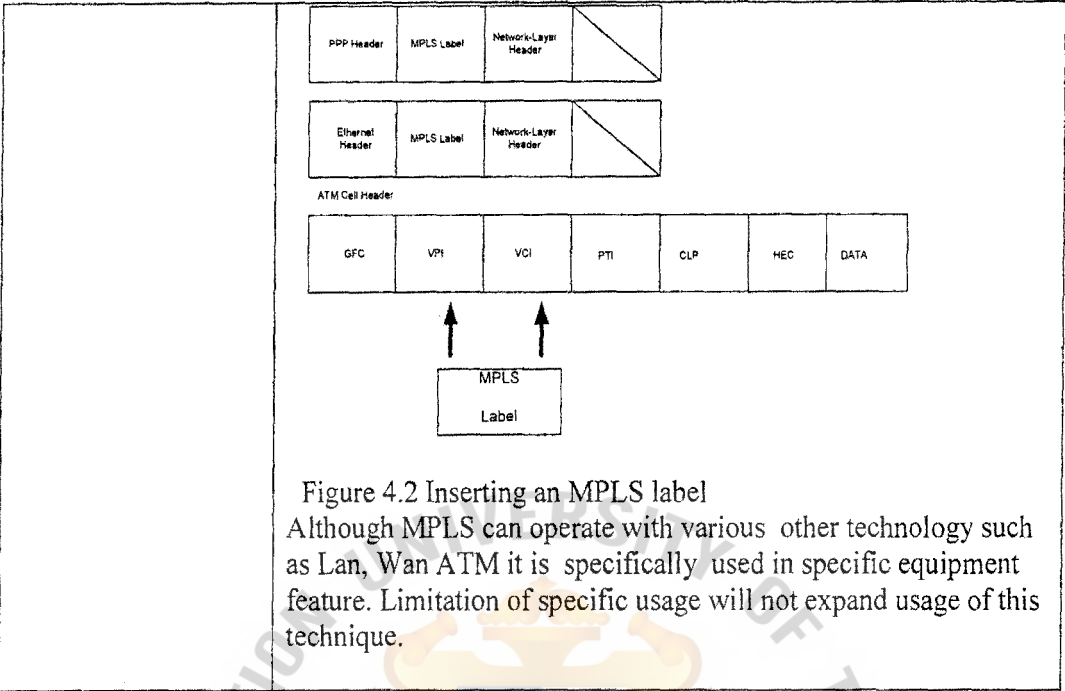 PPP Header MPLS Label Network-Layer Header
Ethernet Header MPLS Label Network-Layer Header
ATM Cell Header
GFC VPI VCI PTI CLP HEC DATA
MPLS
Label
Figure 4.2 Inserting an MPLS label
Although MPLS can operate with various other technology such
as Lan, Wan ATM it is specifically used in specific equipment
feature. Limitation of specific usage will not expand usage of this
technique.
UNIVERSITY OF